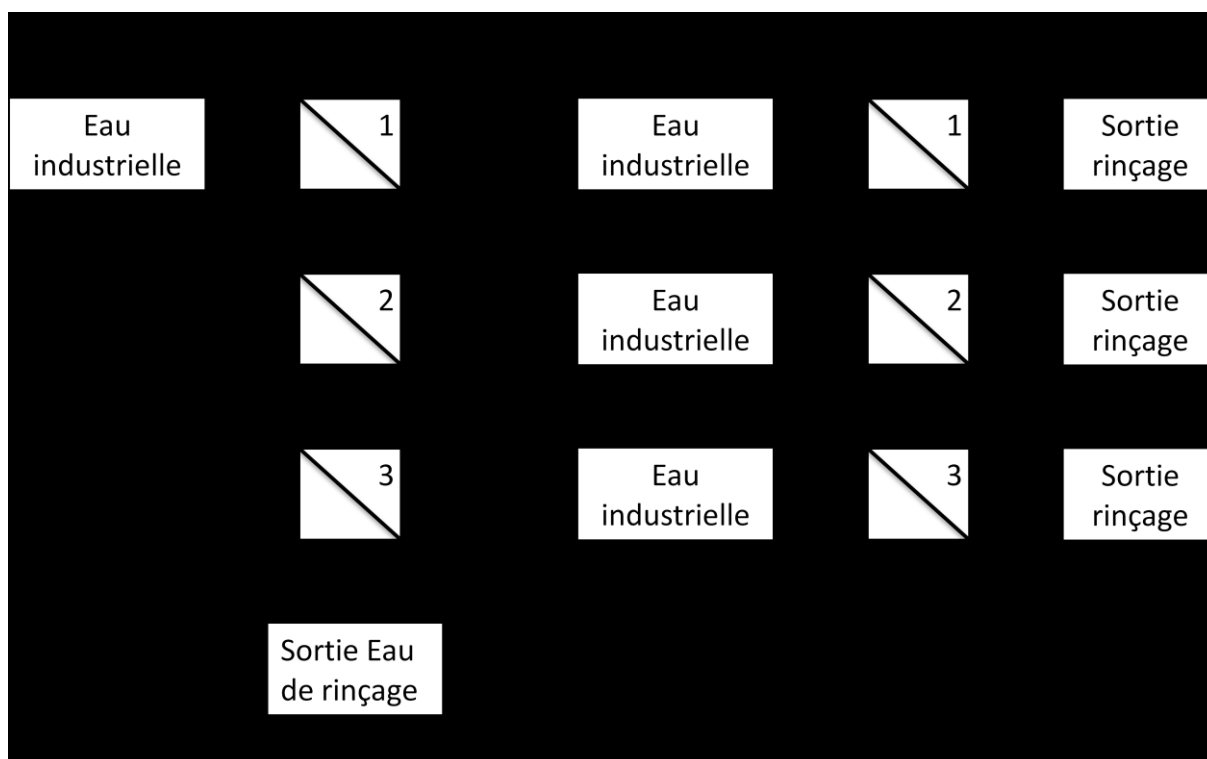 Eau
industrielle
1
Eau
industrielle
1
Sortie
rinçage
2
Eau
industrielle
2
Sortie
rinçage
3
Eau
industrielle
3
Sortie
rinçage
Sortie Eau
de rinçage